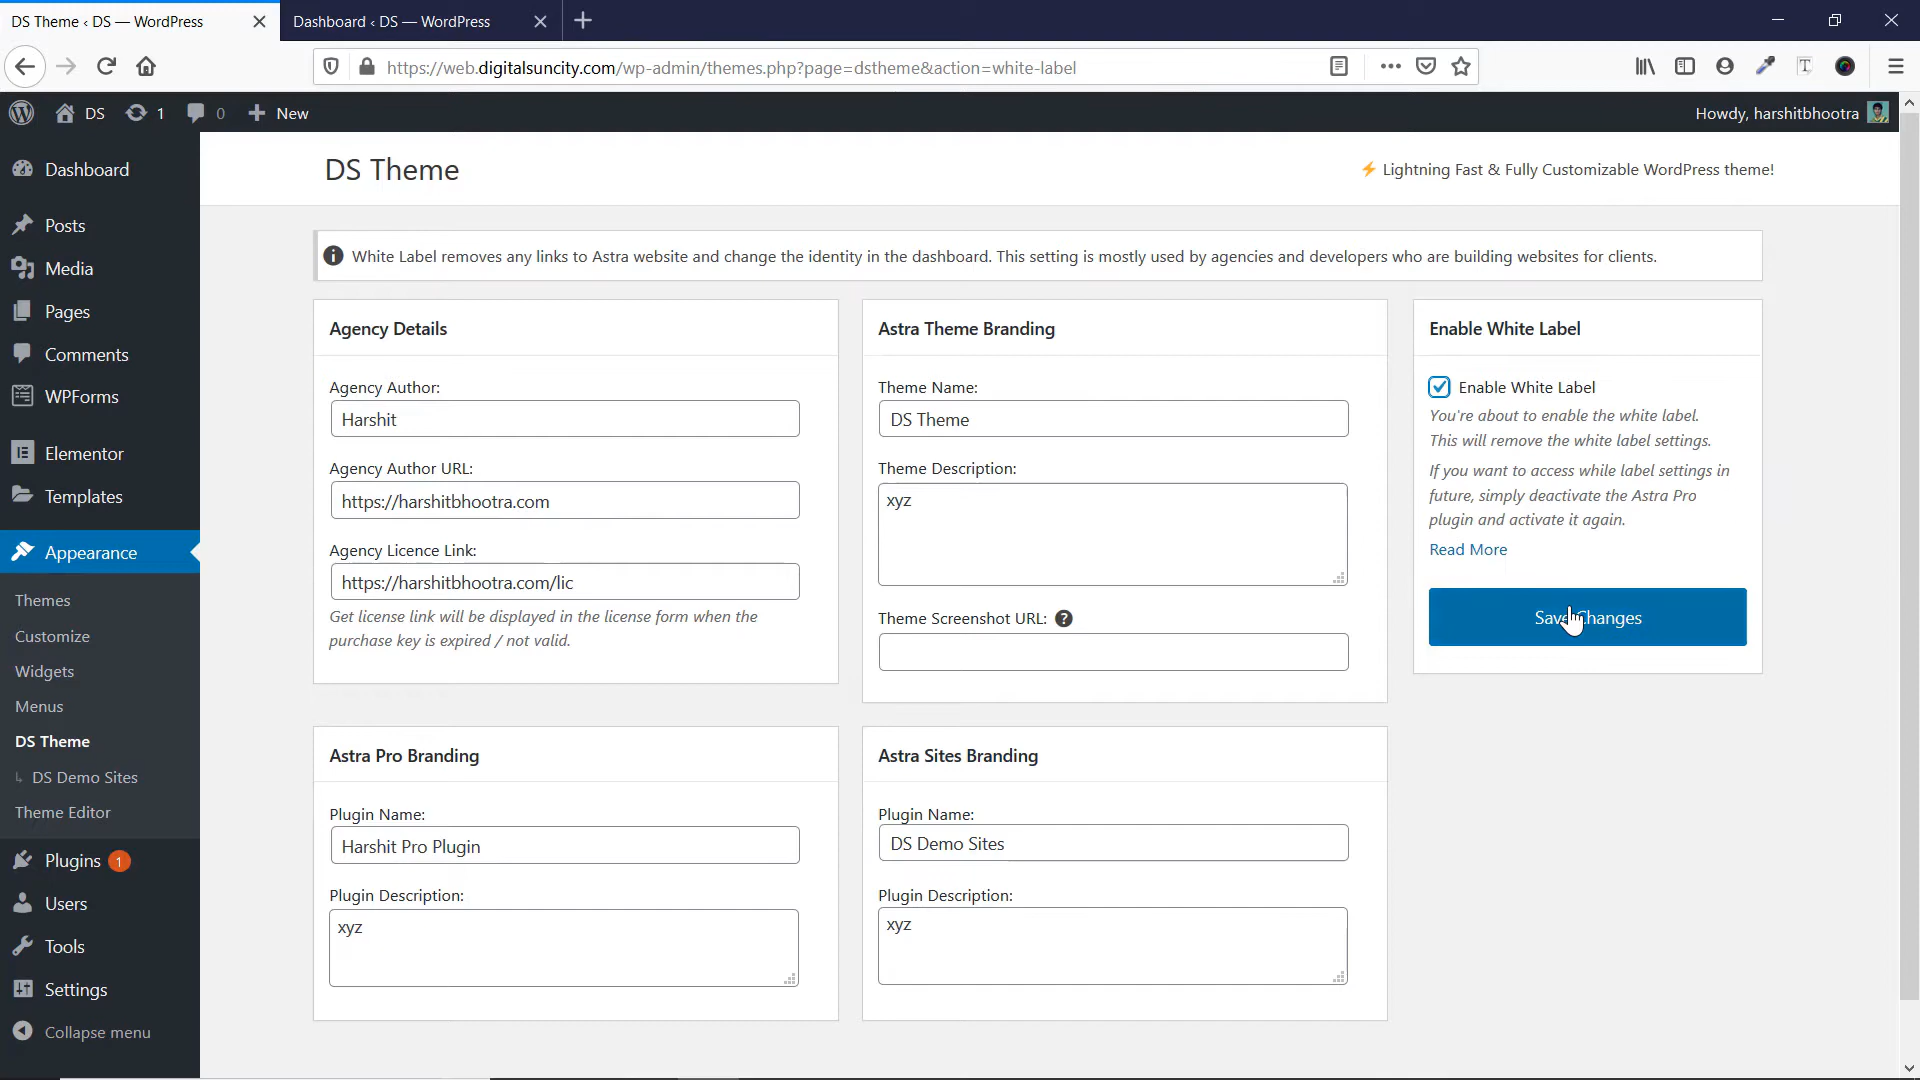 DS Theme ‹ DS — WordPress
Dashboard ‹ DS — WordPress
https://web.digitalsuncity.com/wp-admin/themes.php?page=dstheme&action=white-label
DS
1
0
New
Howdy, harshitbhootra
Dashboard
Posts
Media
Pages
Comments
WPForms
Elementor
Templates
Appearance
Themes
Customize
Widgets
Menus
DS Theme
DS Demo Sites
Theme Editor
Plugins 1
Users
Tools
Settings
Collapse menu
DS Theme
⚡ Lightning Fast & Fully Customizable WordPress theme!
White Label removes any links to Astra website and change the identity in the dashboard. This setting is mostly used by agencies and developers who are building websites for clients.
Agency Details
Agency Author:
Harshit
Agency Author URL:
https://harshitbhootra.com
Agency Licence Link:
https://harshitbhootra.com/lic
Get license link will be displayed in the license form when the
purchase key is expired / not valid.
Astra Theme Branding
Theme Name:
DS Theme
Theme Description:
xyz
Theme Screenshot URL: ?
Enable White Label
Enable White Label
You're about to enable the white label.
This will remove the white label settings.
If you want to access while label settings in
future, simply deactivate the Astra Pro
plugin and activate it again.
Read More
Save Changes
Astra Pro Branding
Plugin Name:
Harshit Pro Plugin
Plugin Description:
xyz
Astra Sites Branding
Plugin Name:
DS Demo Sites
Plugin Description:
xyz